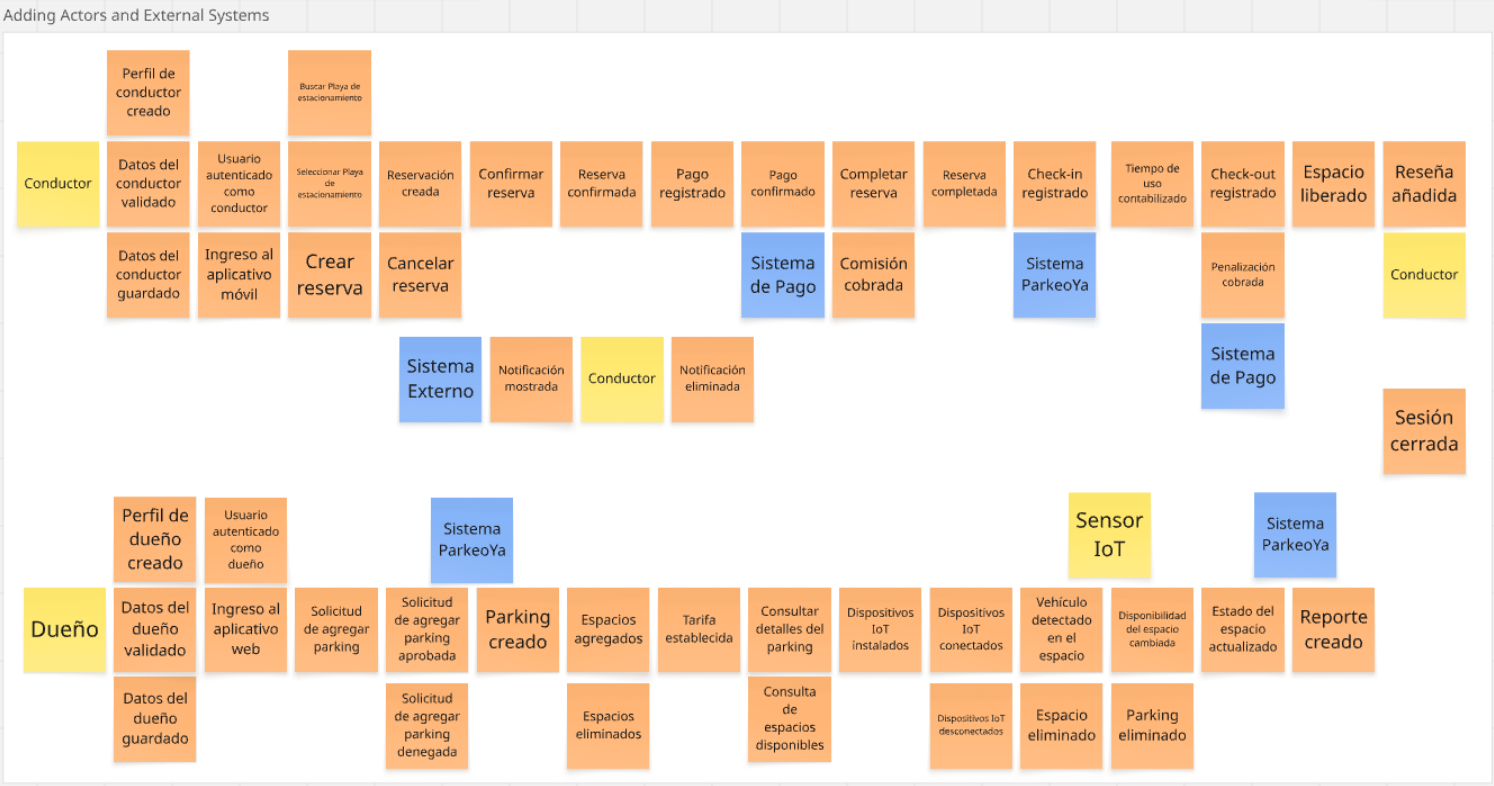 Adding Actors and External Systems
Perfil de
conductor
creado
Buscar Playa de
estacionamiento
Conductor
Datos del
conductor
validado
Usuario
autenticado
como
conductor
Seleccionar Playa
de
estacionamiento
Reservación
creada
Confirmar
reserva
Reserva
confirmada
Pago
registrado
Pago
confirmado
Completar
reserva
Reserva
completada
Check-in
registrado
Tiempo de
uso
contabilizado
Check-out
registrado
Espacio
liberado
Reseña
añadida
Datos del
conductor
guardado
Ingreso al
aplicativo
móvil
Crear
reserva
Cancelar
reserva
Sistema
de Pago
Comisión
cobrada
Sistema
ParkeoYa
Penalización
cobrada
Conductor
Sistema
Externo
Notificación
mostrada
Conductor
Notificación
eliminada
Sistema
de Pago
Sesión
cerrada
Perfil de
dueño
creado
Usuario
autenticado
como
dueño
Sistema
ParkeoYa
Sensor
IoT
Sistema
ParkeoYa
Dueño
Datos del
dueño
validado
Ingreso al
aplicativo
web
Solicitud
de agregar
parking
Solicitud
de agregar
parking
aprobada
Parking
creado
Espacios
agregados
Tarifa
establecida
Consultar
detalles del
parking
Dispositivos
IoT
instalados
Dispositivos
IoT
conectados
Vehículo
detectado
en el
espacio
Disponibilidad
del espacio
cambiada
Estado del
espacio
actualizado
Reporte
creado
Datos del
dueño
guardado
Solicitud
de agregar
parking
denegada
Espacios
eliminados
Consulta
de
espacios
disponibles
Dispositivos IoT
desconectados
Espacio
eliminado
Parking
eliminado